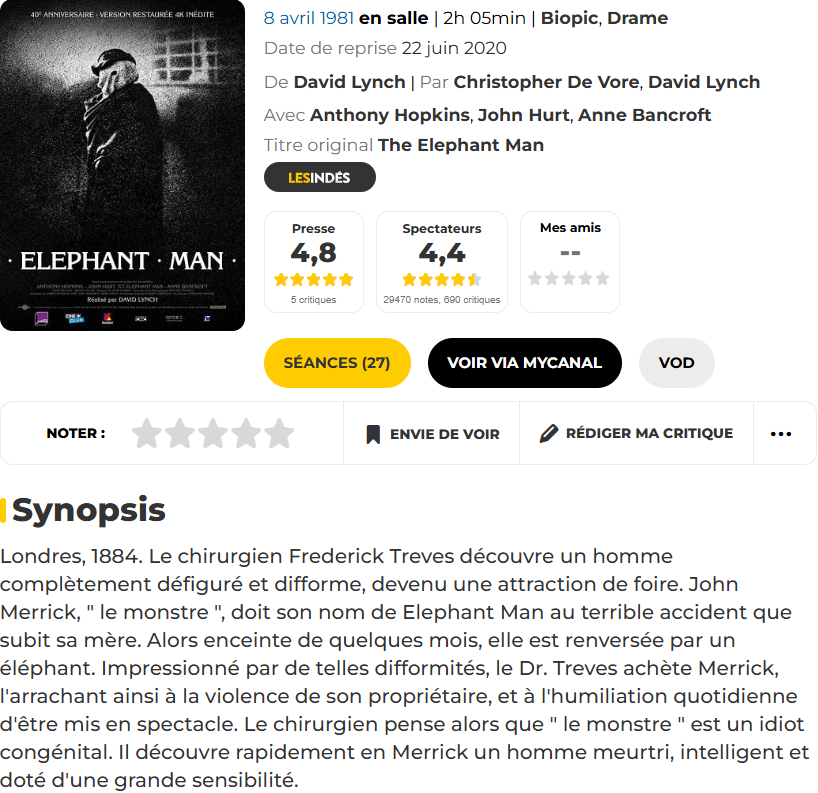 40e ANNIVERSAIRE · VERSION RESTAURÉE 4K INÉDITE
· ELEPHANT · MAN ·
Réalisé par DAVID LYNCH
8 avril 1981 en salle | 2h 05min | Biopic, Drame
Date de reprise 22 juin 2020
De David Lynch | Par Christopher De Vore, David Lynch
Avec Anthony Hopkins, John Hurt, Anne Bancroft
Titre original The Elephant Man
LESINDÉS
Presse
4,8
5 critiques
Spectateurs
4,4
29470 notes, 690 critiques
Mes amis
--
SÉANCES (27)
VOIR VIA MYCANAL
VOD
NOTER :
ENVIE DE VOIR
RÉDIGER MA CRITIQUE
...
Synopsis
Londres, 1884. Le chirurgien Frederick Treves découvre un homme
complètement défiguré et difforme, devenu une attraction de foire. John
Merrick, " le monstre ", doit son nom de Elephant Man au terrible accident que
subit sa mère. Alors enceinte de quelques mois, elle est renversée par un
éléphant. Impressionné par de telles difformités, le Dr. Treves achète Merrick,
l'arrachant ainsi à la violence de son propriétaire, et à l'humiliation quotidienne
d'être mis en spectacle. Le chirurgien pense alors que " le monstre " est un idiot
congénital. Il découvre rapidement en Merrick un homme meurtri, intelligent et
doté d'une grande sensibilité.